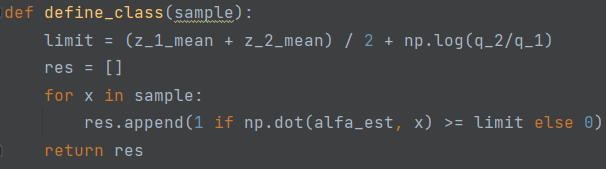 def define_class(sample):
    limit = (z_1_mean + z_2_mean) / 2 + np.log(q_2/q_1)
    res = []
    for x in sample:
        res.append(1 if np.dot(alfa_est, x) >= limit else 0)
    return res